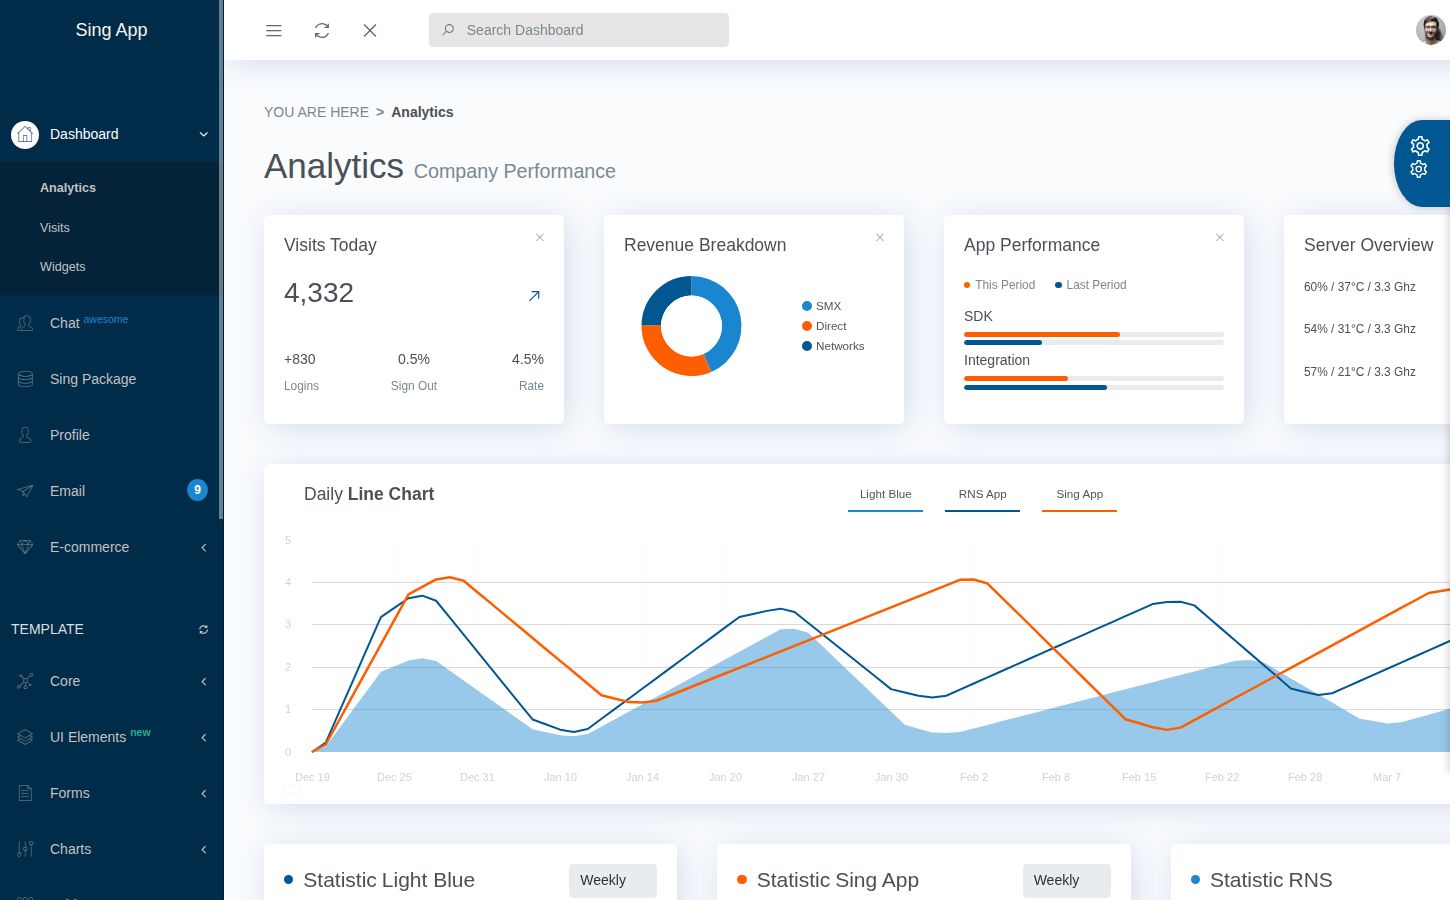 Sing App
Search Dashboard
Dashboard
Analytics
Visits
Widgets
Chat awesome
Sing Package
Profile
Email 9
E-commerce
TEMPLATE
Core
UI Elements new
Forms
Charts
YOU ARE HERE > Analytics
Analytics Company Performance
Visits Today
4,332
+830 0.5% 4.5%
Logins Sign Out Rate
Revenue Breakdown
SMX
Direct
Networks
App Performance
This Period Last Period
SDK
Integration
Server Overview
60% / 37°C / 3.3 Ghz
54% / 31°C / 3.3 Ghz
57% / 21°C / 3.3 Ghz
Daily Line Chart
Light Blue RNS App Sing App
5
4
3
2
1
0
Dec 19 Dec 25 Dec 31 Jan 10 Jan 14 Jan 20 Jan 27 Jan 30 Feb 2 Feb 8 Feb 15 Feb 22 Feb 28 Mar 7
Statistic Light Blue Weekly
Statistic Sing App Weekly
Statistic RNS